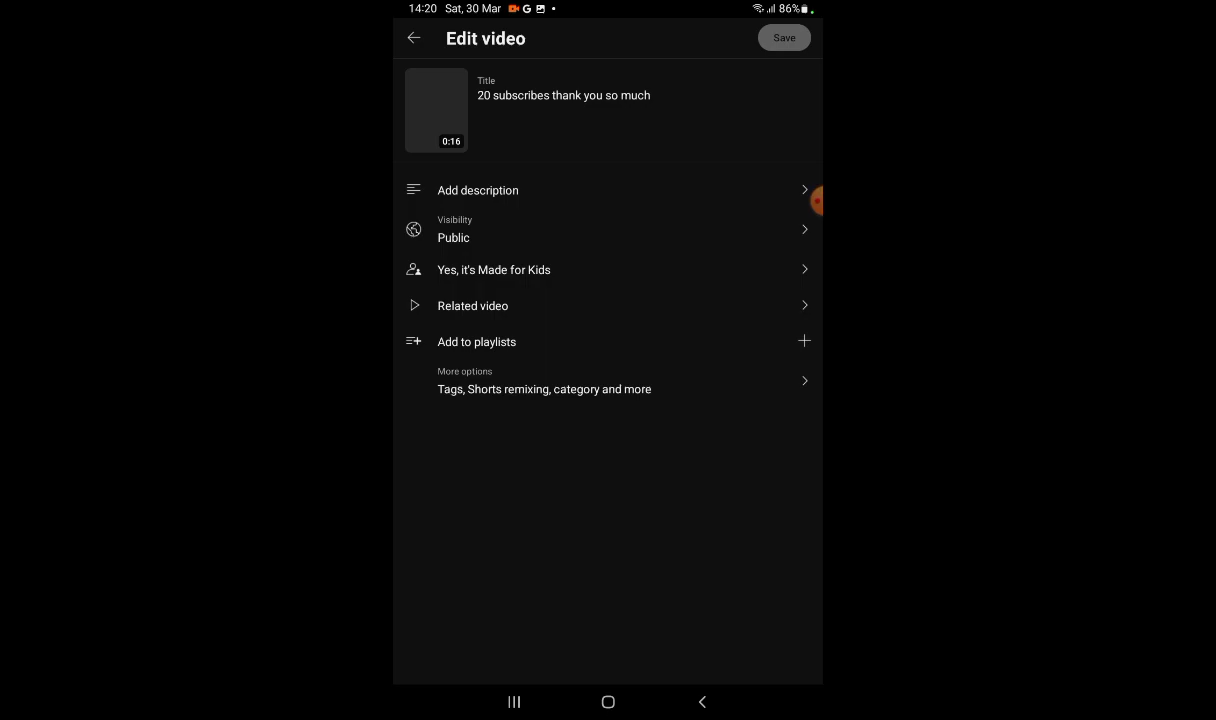 14:20 Sat, 30 Mar G 86%
Edit video
Save
Title
20 subscribes thank you so much
0:16
Add description
Visibility
Public
Yes, it's Made for Kids
Related video
Add to playlists
More options
Tags, Shorts remixing, category and more